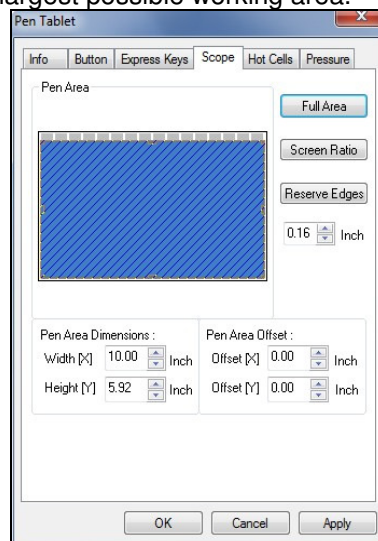 largest possible working area.
Pen Tablet
Info Button Express Keys Scope Hot Cells Pressure
Pen Area
Full Area
Screen Ratio
Reserve Edges
0.16 Inch
Pen Area Dimensions :
Width [X] 10.00 Inch
Height [Y] 5.92 Inch
Pen Area Offset :
Offset [X] 0.00 Inch
Offset [Y] 0.00 Inch
OK Cancel Apply